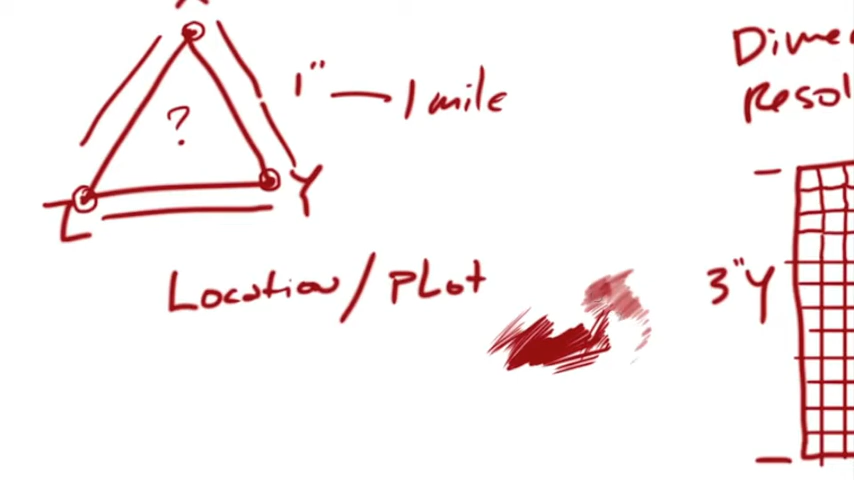 ?
1" — 1 mile
Y
Z
Location/Plot
3" Y